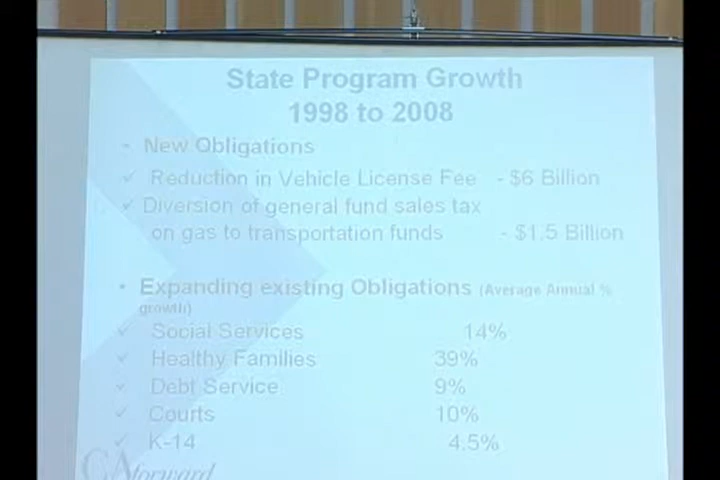 State Program Growth
1998 to 2008
• New Obligations
✓ Reduction in Vehicle License Fee - $6 Billion
✓ Diversion of general fund sales tax
on gas to transportation funds - $1.5 Billion
• Expanding existing Obligations (Average Annual %
growth)
✓ Social Services 14%
✓ Healthy Families 39%
✓ Debt Service 9%
✓ Courts 10%
✓ K-14 4.5%
CAforward